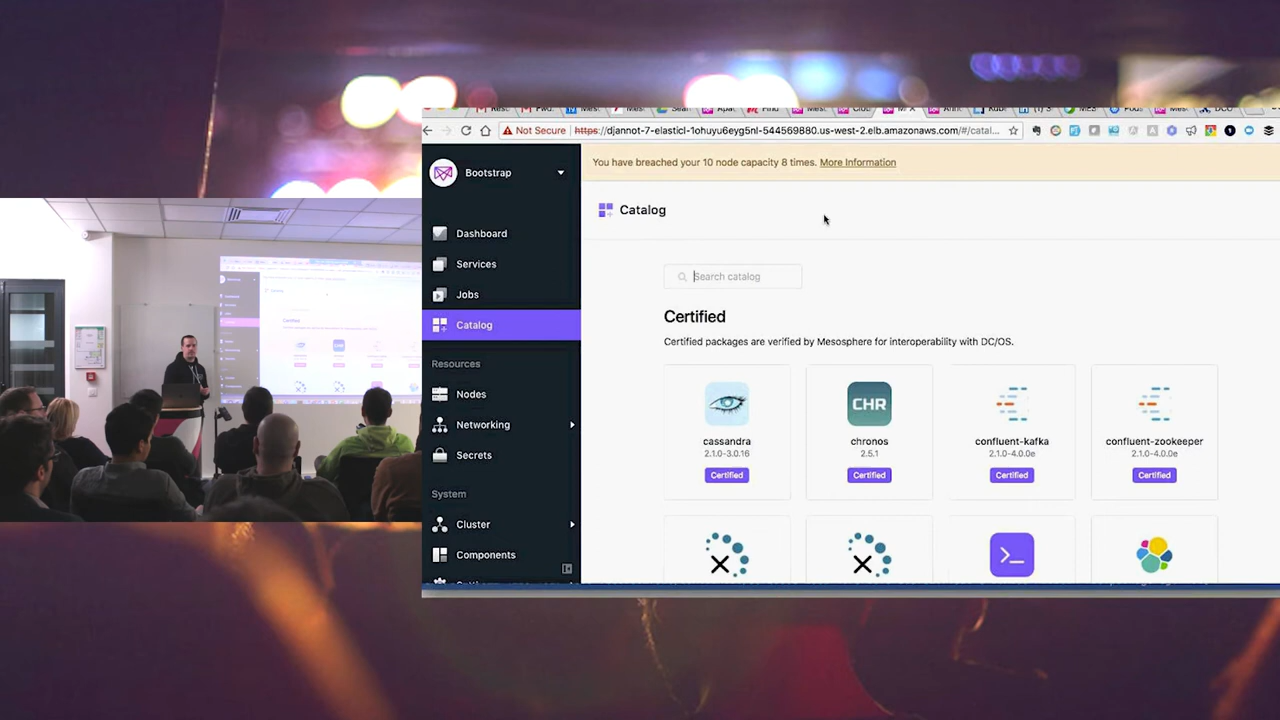 Not Secure
https://djannot-7-elasticl-1ohuyu6eyg5nl-544569880.us-west-2.elb.amazonaws.com/#/catal...
Bootstrap
You have breached your 10 node capacity 8 times. More Information
Catalog
Dashboard
Services
Jobs
Catalog
Resources
Nodes
Networking
Secrets
System
Cluster
Components
Search catalog
Certified
Certified packages are verified by Mesosphere for interoperability with DC/OS.
CHR
cassandra
2.1.0-3.0.16
Certified
chronos
2.5.1
Certified
confluent-kafka
2.1.0-4.0.0e
Certified
confluent-zookeeper
2.1.0-4.0.0e
Certified